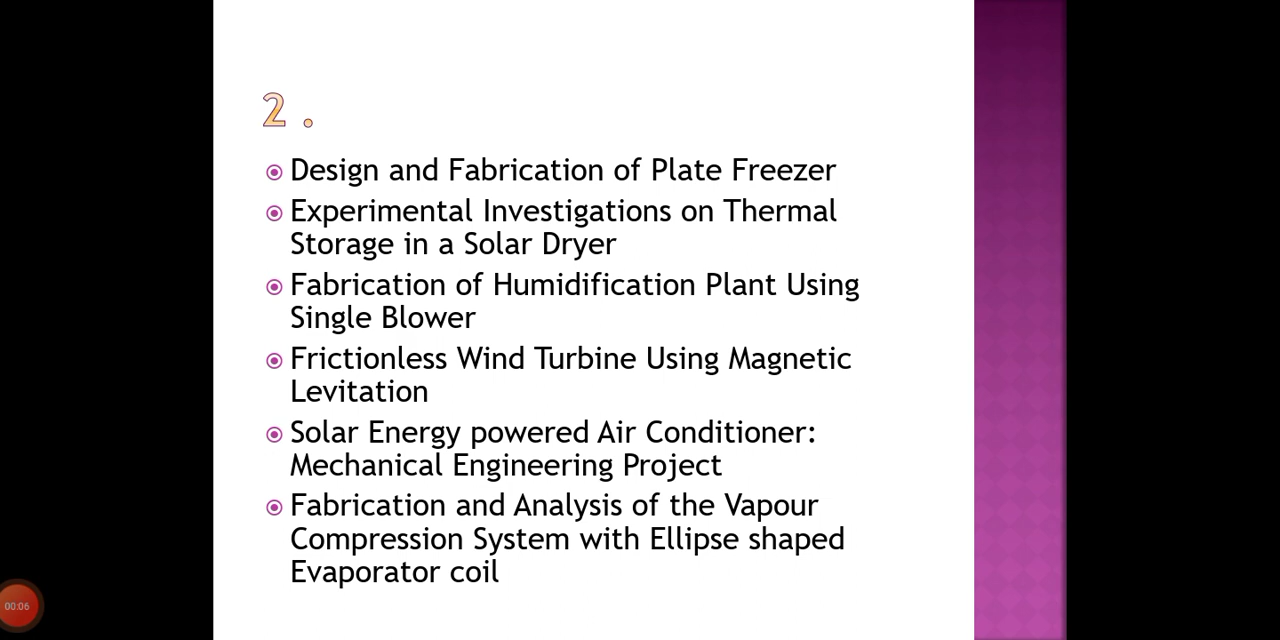 2 .
Design and Fabrication of Plate Freezer
Experimental Investigations on Thermal
Storage in a Solar Dryer
Fabrication of Humidification Plant Using
Single Blower
Frictionless Wind Turbine Using Magnetic
Levitation
Solar Energy powered Air Conditioner:
Mechanical Engineering Project
Fabrication and Analysis of the Vapour
Compression System with Ellipse shaped
Evaporator coil
00:06